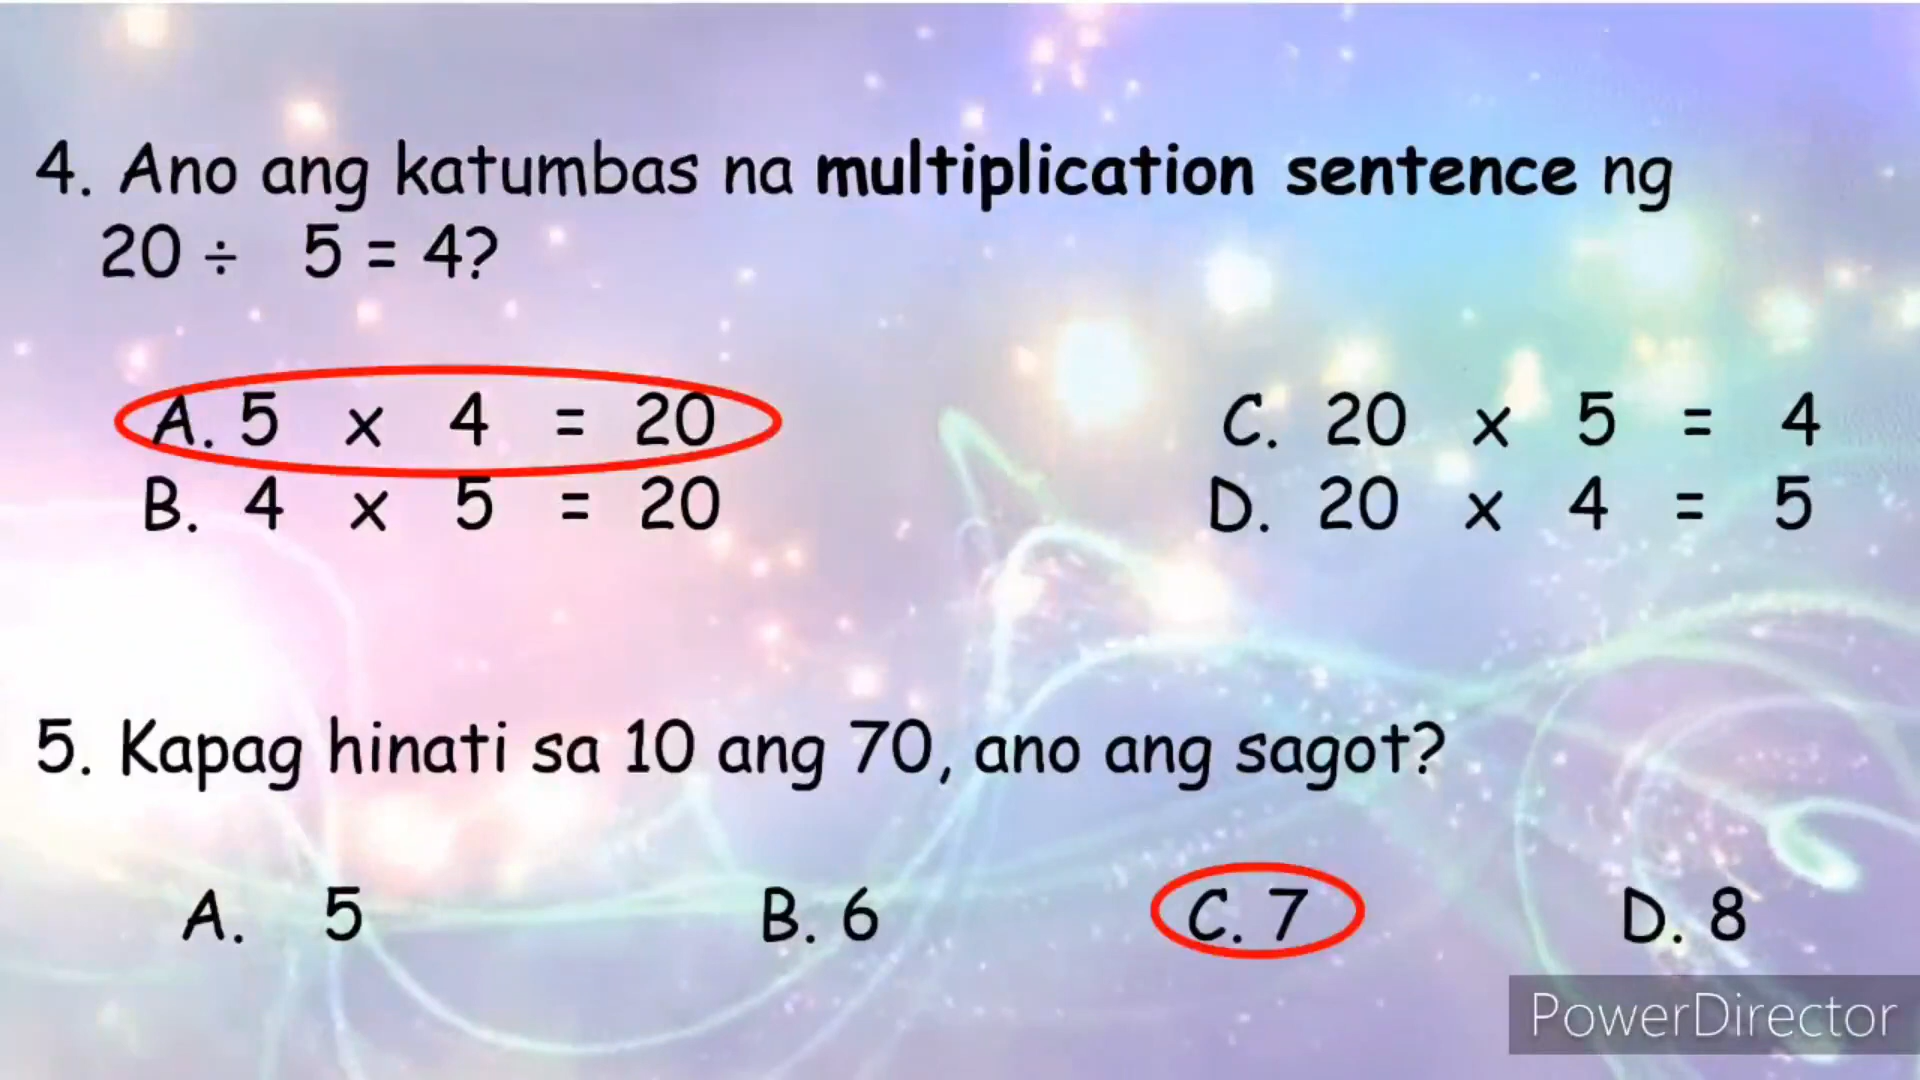 4. Ano ang katumbas na multiplication sentence ng
20 ÷ 5 = 4?
A. 5 x 4 = 20
C. 20 x 5 = 4
B. 4 x 5 = 20
D. 20 x 4 = 5
5. Kapag hinati sa 10 ang 70, ano ang sagot?
A. 5 B. 6 C. 7 D. 8
PowerDirector